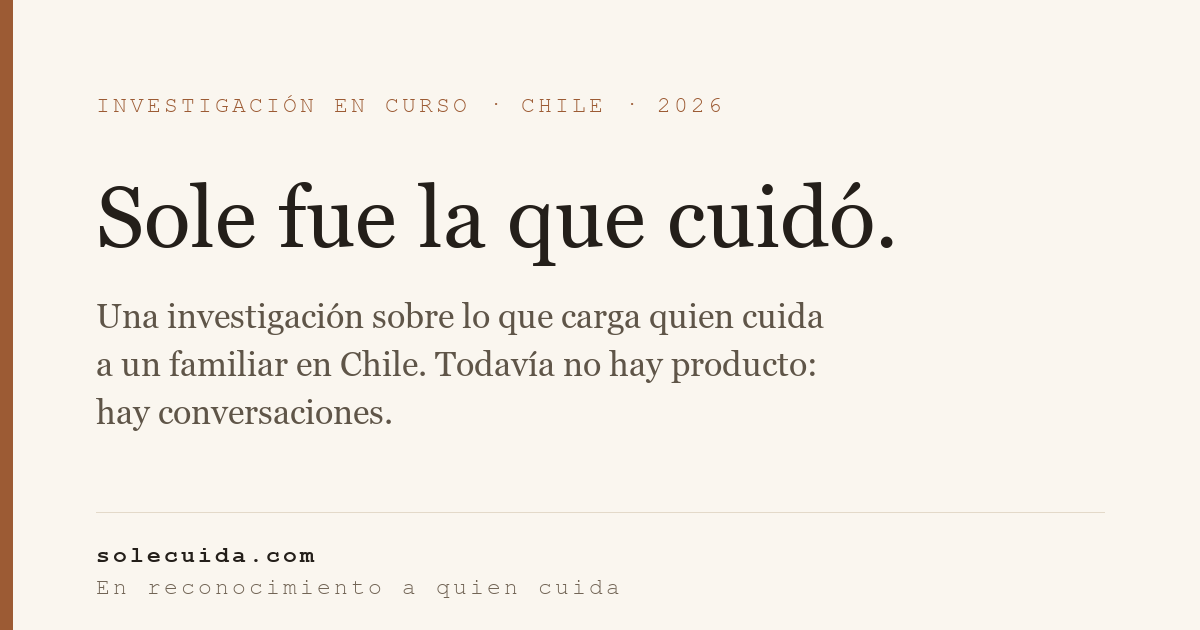 INVESTIGACIÓN EN CURSO · CHILE · 2026
Sole fue la que cuidó.
Una investigación sobre lo que carga quien cuida
a un familiar en Chile. Todavía no hay producto:
hay conversaciones.
solecuida.com
En reconocimiento a quien cuida